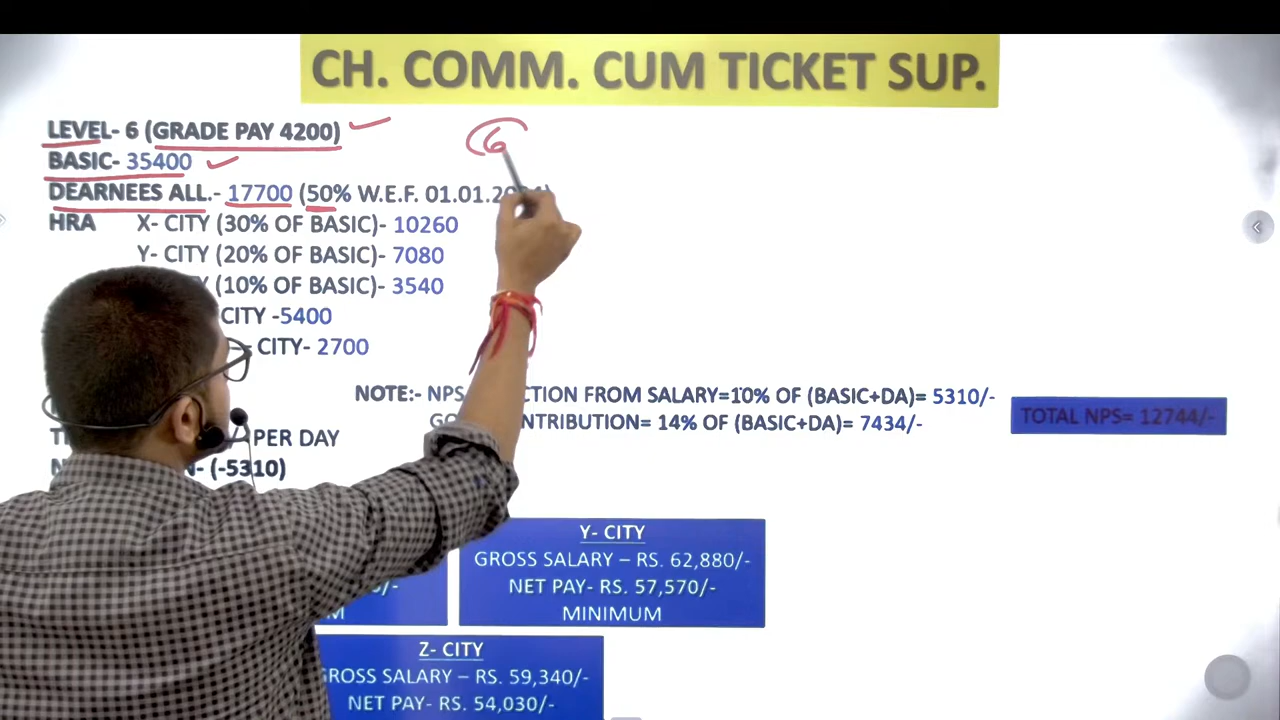 CH. COMM. CUM TICKET SUP.
LEVEL- 6 (GRADE PAY 4200)
6
BASIC- 35400
DEARNEES ALL.- 17700 (50% W.E.F. 01.01.2024)
HRA X- CITY (30% OF BASIC)- 10260
Y- CITY (20% OF BASIC)- 7080
(10% OF BASIC)- 3540
CITY -5400
CITY- 2700
NOTE:- NPS FROM SALARY=10% OF (BASIC+DA)= 5310/-
14% OF (BASIC+DA)= 7434/-
TOTAL NPS= 12744/-
PER DAY
(-5310)
Y- CITY
GROSS SALARY – RS. 62,880/-
NET PAY- RS. 57,570/-
MINIMUM
Z- CITY
GROSS SALARY – RS. 59,340/-
NET PAY- RS. 54,030/-